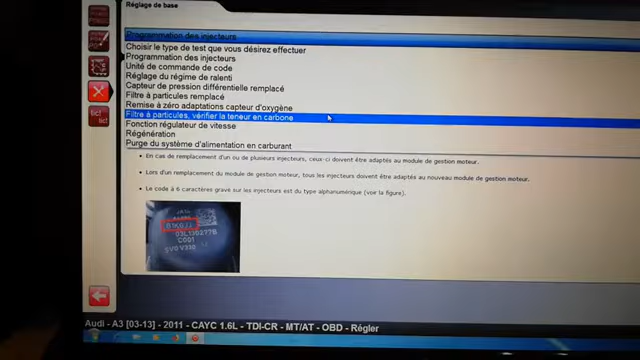 Réglage de base
Programmation des injecteurs
Choisir le type de test que vous désirez effectuer
Programmation des injecteurs
Unité de commande de code
Réglage du régime de ralenti
Capteur de pression différentielle remplacé
Filtre à particules remplacé
Remise à zéro adaptations capteur d'oxygène
Filtre à particules, vérifier la teneur en carbone
Fonction régulateur de vitesse
Régénération
Purge du système d'alimentation en carburant
• En cas de remplacement d'un ou de plusieurs injecteurs, ceux-ci doivent être adaptés au module de gestion moteur.
• Lors d'un remplacement du module de gestion moteur, tous les injecteurs doivent être adaptés au nouveau module de gestion moteur.
• Le code à 6 caractères gravé sur les injecteurs est du type alphanumérique (voir la figure).
03L130277B
C001
Audi - A3 [03-13] - 2011 - CAYC 1.6L - TDI-CR - MT/AT - OBD - Régler